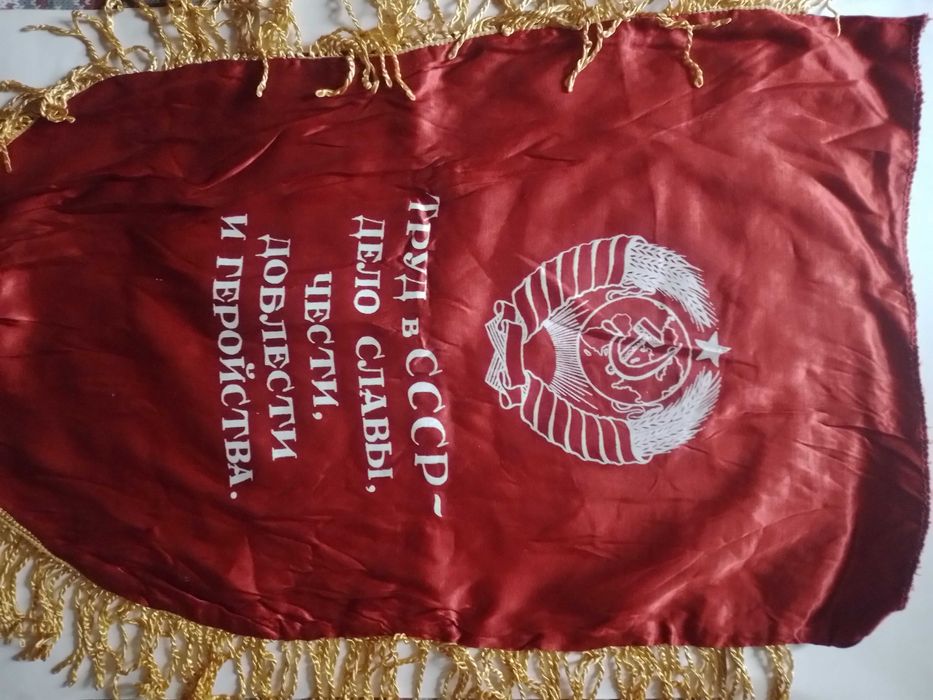 ТРУД в СССР-
ДЕЛО СЛАВЫ,
ЧЕСТИ,
ДОБЛЕСТИ
И ГЕРОЙСТВА.